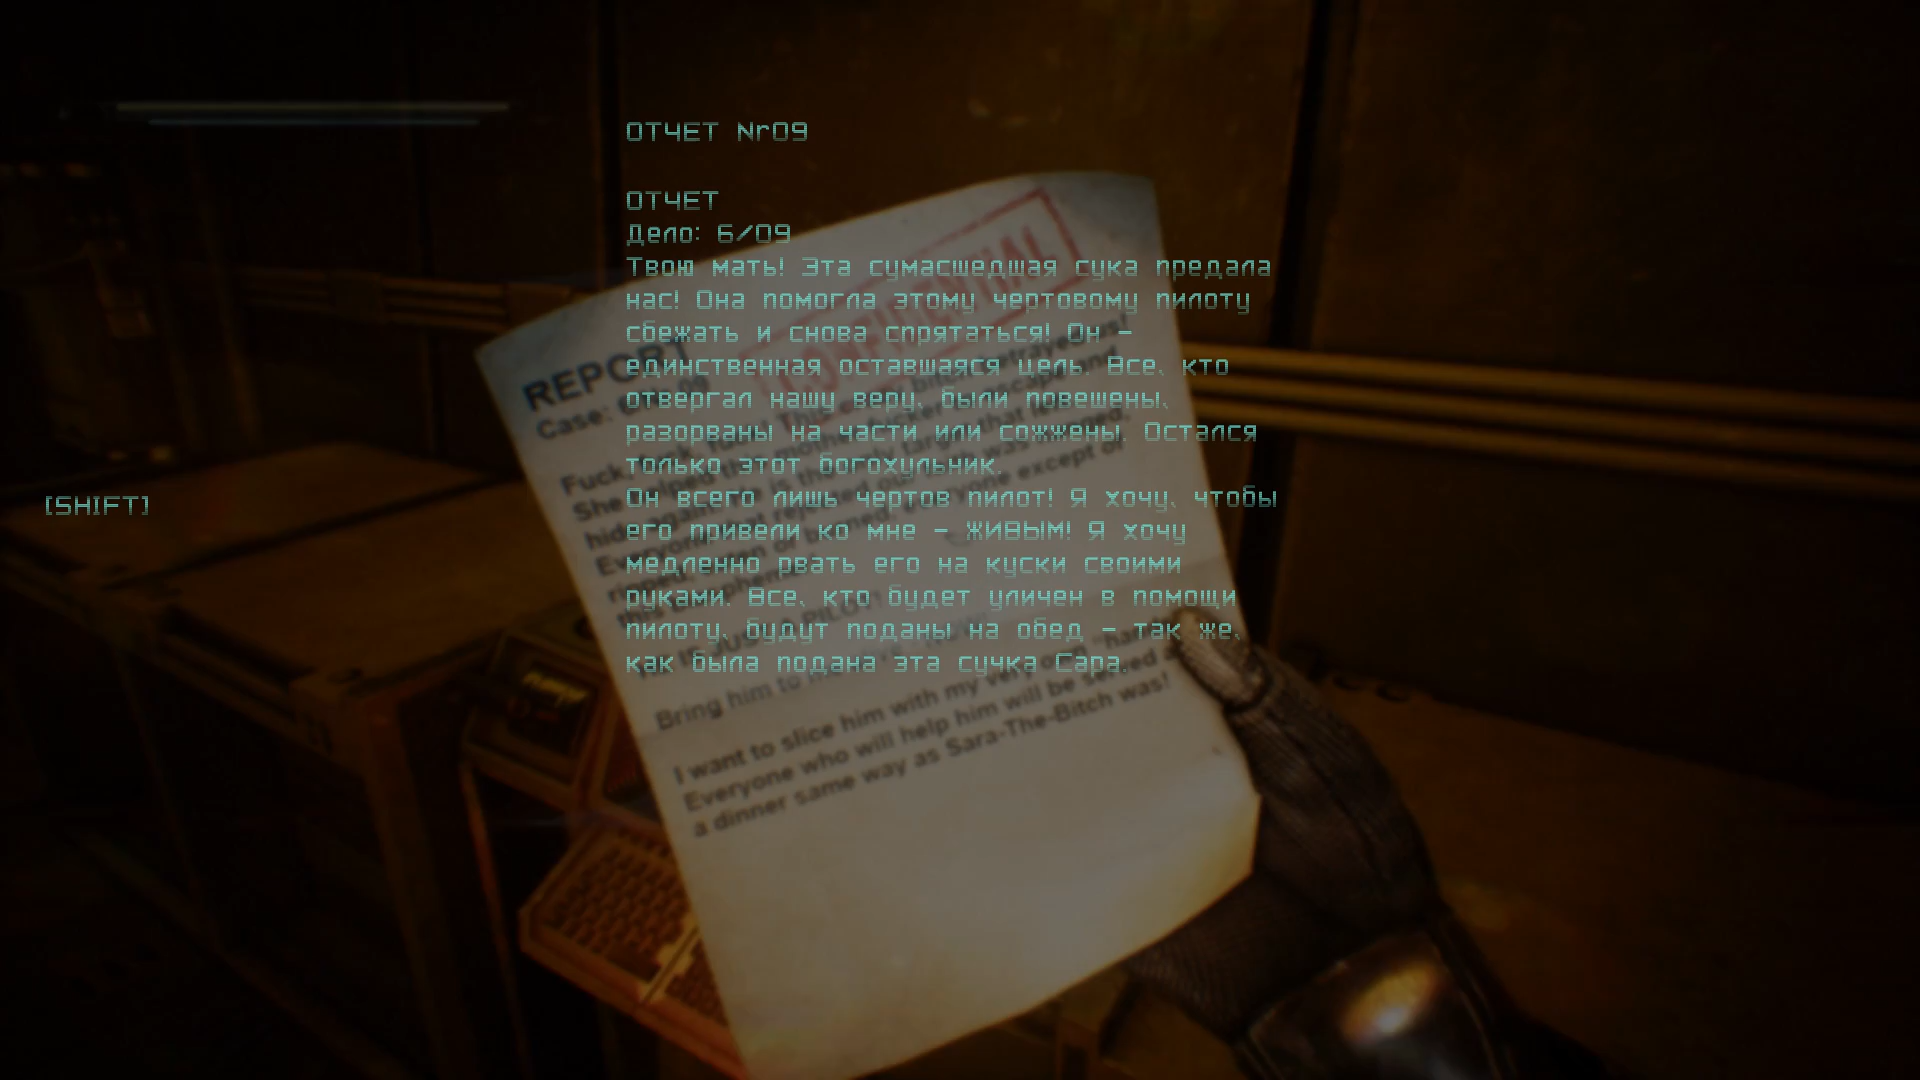 ОТЧЕТ Nr09
ОТЧЕТ
Дело: 6/09
Твою мать! Эта сумасшедшая сука предала
нас! Она помогла этому чертовому пилоту
сбежать и снова спрятаться! Он –
единственная оставшаяся цель. Все, кто
отвергал нашу веру, были повешены,
разорваны на части или сожжены. Остался
только этот богохульник.
Он всего лишь чертов пилот! Я хочу, чтобы
его привели ко мне – ЖИВЫМ! Я хочу
медленно рвать его на куски своими
руками. Все, кто будет уличен в помощи
пилоту, будут поданы на обед – так же,
как была подана эта сучка Сара.
[SHIFT]
REPORT
Case:
Fuck
She helped
Bring him to
I want to slice him with my very own
Everyone who will help him will be
a dinner same way as Sara-The-Bitch was!